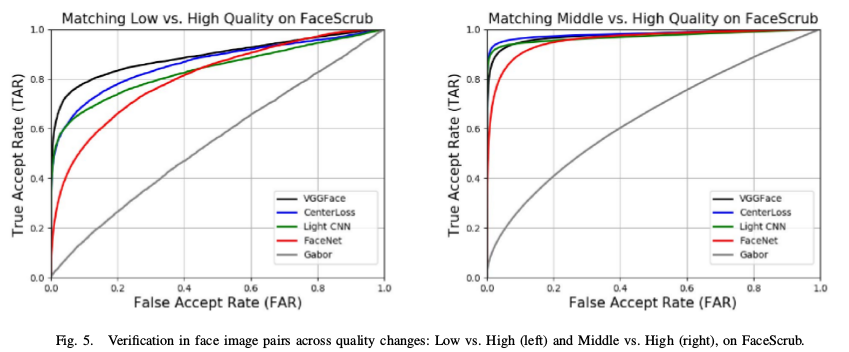 Matching Low vs. High Quality on FaceScrub
True Accept Rate (TAR)
1.0
0.8
0.6
0.4
0.2
0.0
0.0 0.2 0.4 0.6 0.8 1.0
False Accept Rate (FAR)
VGGFace
CenterLoss
Light CNN
FaceNet
Gabor
Matching Middle vs. High Quality on FaceScrub
True Accept Rate (TAR)
1.0
0.8
0.6
0.4
0.2
0.0
0.0 0.2 0.4 0.6 0.8 1.0
False Accept Rate (FAR)
VGGFace
CenterLoss
Light CNN
FaceNet
Gabor
Fig. 5. Verification in face image pairs across quality changes: Low vs. High (left) and Middle vs. High (right), on FaceScrub.